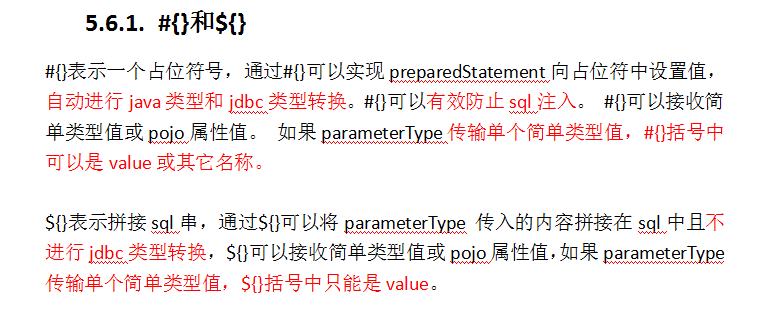 5.6.1. #{}和${}
#{}表示一个占位符号，通过#{}可以实现 preparedStatement 向占位符中设置值，
自动进行 java 类型和 jdbc 类型转换。#{}可以有效防止 sql 注入。 #{}可以接收简
单类型值或 pojo 属性值。 如果 parameterType 传输单个简单类型值，#{}括号中
可以是 value 或其它名称。
${}表示拼接 sql 串，通过${}可以将 parameterType 传入的内容拼接在 sql 中且不
进行 jdbc 类型转换，${}可以接收简单类型值或 pojo 属性值，如果 parameterType
传输单个简单类型值，${}括号中只能是 value。